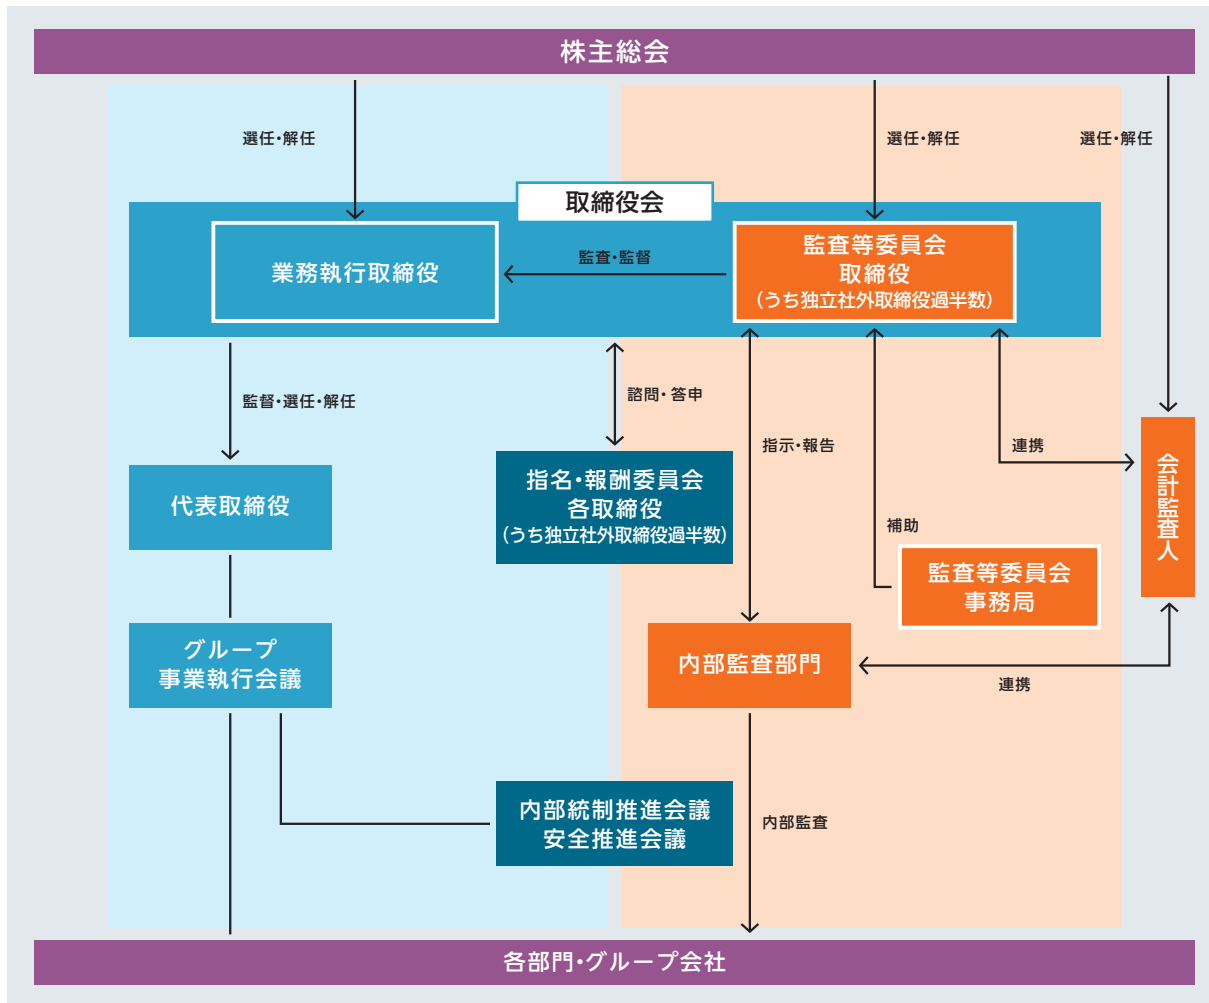 株主総会
選任・解任
選任・解任
選任・解任
取締役会
業務執行取締役
監査・監督
監査等委員会
取締役
（うち独立社外取締役過半数）
監督・選任・解任
諮問・答申
指示・報告
連携
代表取締役
指名・報酬委員会
各取締役
（うち独立社外取締役過半数）
会計監査人
補助
監査等委員会
事務局
グループ
事業執行会議
内部監査部門
連携
内部統制推進会議
安全推進会議
内部監査
各部門・グループ会社